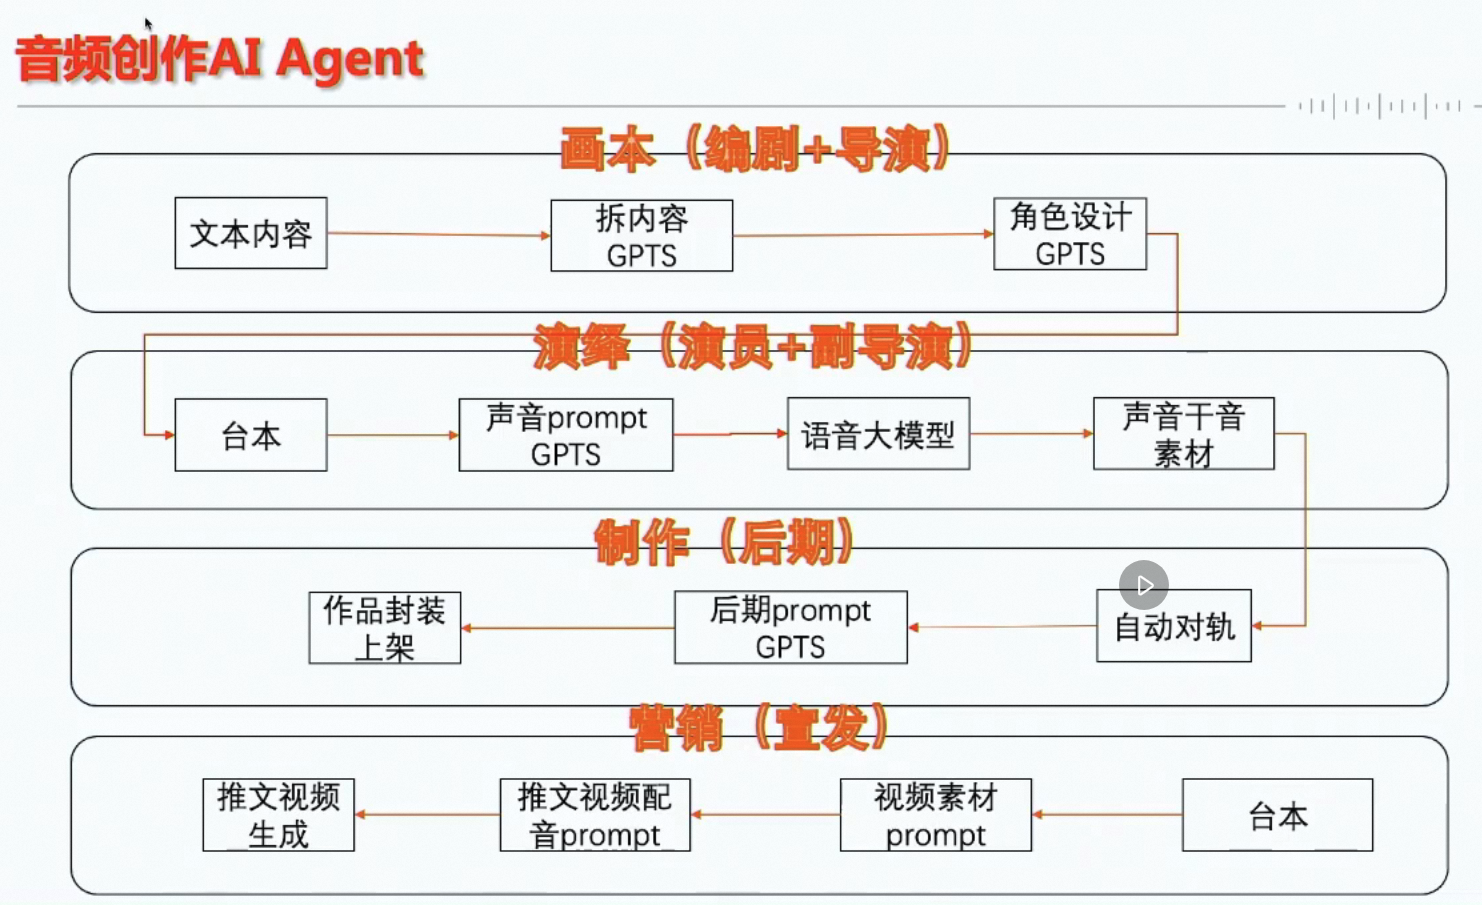 音频创作AI Agent
画本（编剧+导演）
文本内容
拆内容
GPTS
角色设计
GPTS
演绎（演员+副导演）
台本
声音prompt
GPTS
语音大模型
声音干音
素材
制作（后期）
作品封装
上架
后期prompt
GPTS
自动对轨
营销（宣发）
推文视频
生成
推文视频配
音prompt
视频素材
prompt
台本